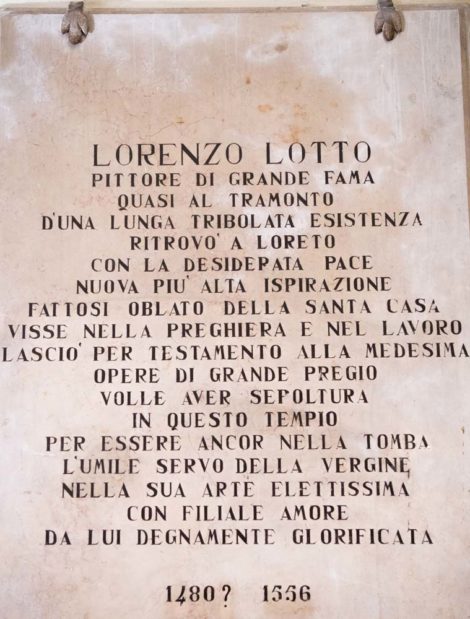 LORENZO LOTTO
PITTORE DI GRANDE FAMA
QUASI AL TRAMONTO
D'UNA LUNGA TRIBOLATA ESISTENZA
RITROVO' A LORETO
CON LA DESIDERATA PACE
NUOVA PIU' ALTA ISPIRAZIONE
FATTOSI OBLATO DELLA SANTA CASA
VISSE NELLA PREGHIERA E NEL LAVORO
LASCIO' PER TESTAMENTO ALLA MEDESIMA
OPERE DI GRANDE PREGIO
VOLLE AVER SEPOLTURA
IN QUESTO TEMPIO
PER ESSERE ANCOR NELLA TOMBA
L'UMILE SERVO DELLA VERGINE
NELLA SUA ARTE ELETTISSIMA
CON FILIALE AMORE
DA LUI DEGNAMENTE GLORIFICATA
1480? 1556